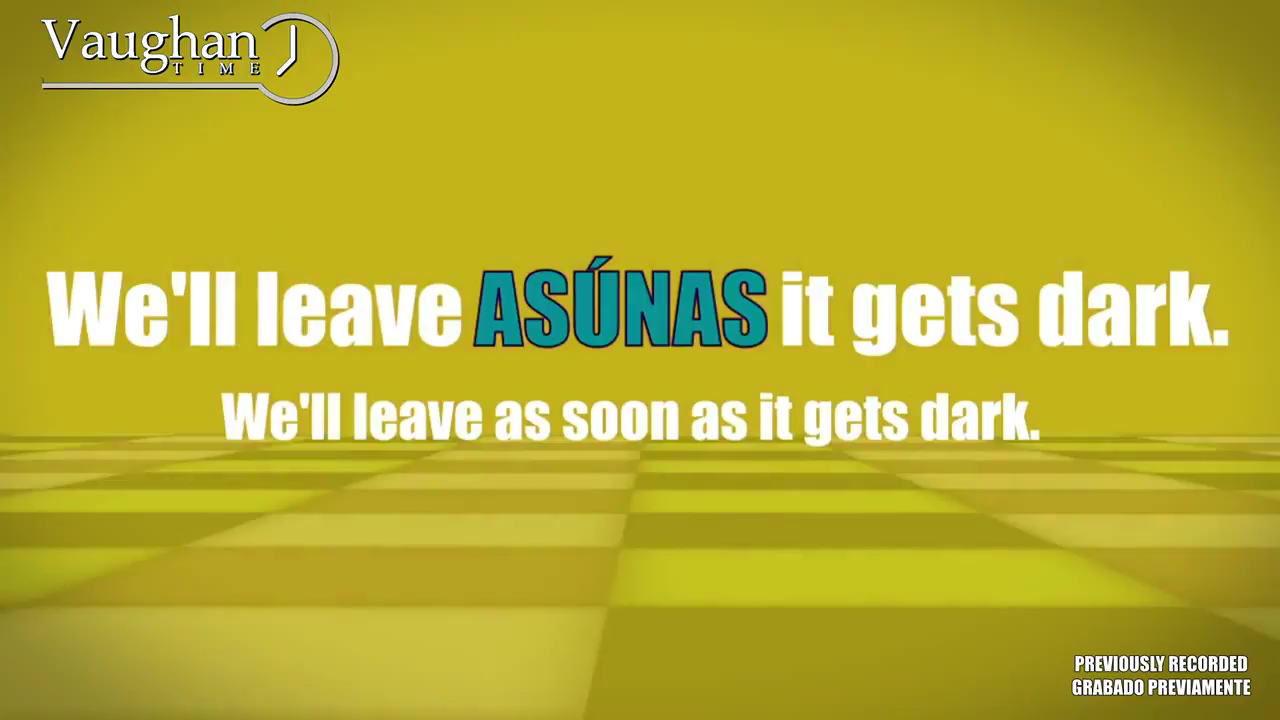 Vaughan
TIME
We'll leave ASÚNAS it gets dark.
We'll leave as soon as it gets dark.
PREVIOUSLY RECORDED
GRABADO PREVIAMENTE